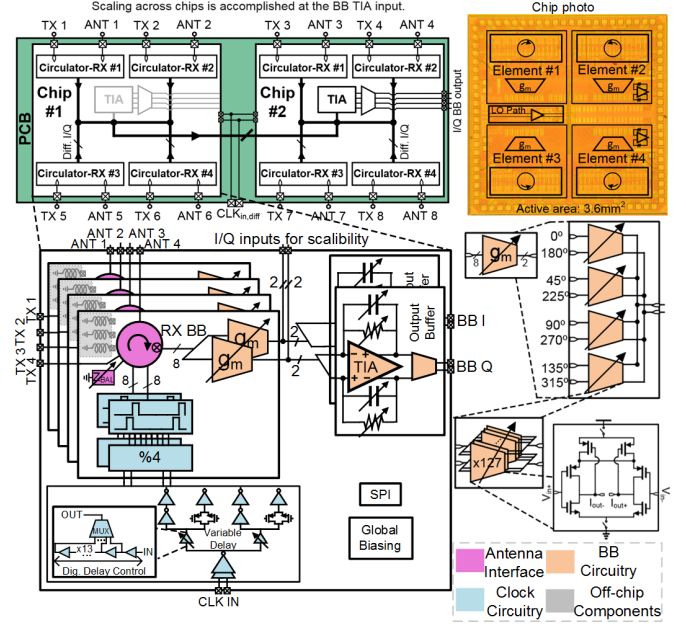 Scaling across chips is accomplished at the BB TIA input.
TX 1 ANT 1 TX 2 ANT 2 TX 3 ANT 3 TX 4 ANT 4
Circulator-RX #1 Circulator-RX #2 Circulator-RX #1 Circulator-RX #2
Chip #1
TIA
Chip #2
TIA
PCB
Diff. I/Q
Diff. I/Q
I/Q BB output
Circulator-RX #3 Circulator-RX #4 Circulator-RX #3 Circulator-RX #4
TX 5 ANT 5 TX 6 ANT 6 CLKin,diff TX 7 ANT 7 TX 8 ANT 8
Chip photo
Element #1
gm
Element #2
gm
LO Path
gm
Element #3
gm
Element #4
Active area: 3.6mm2
ANT 1
ANT 2
ANT 3
ANT 4
I/Q inputs for scalibility
2 2
TX 1
TX 2
TX 3
TX 4
RX BB
8
gm
gm
2
2
ZBAL
8 8
%4
Output
Buffer
TIA
BB I
BB Q
OUT
MUX
x13
IN
Dig. Delay Control
Variable
Delay
CLK IN
SPI
Global
Biasing
8 gm 2
0º
180º
45º
225º
90º
270º
135º
315º
x127
Vin+
Iout- Iout+
Vin-
Antenna
Interface
BB
Circuitry
Clock
Circuitry
Off-chip
Components